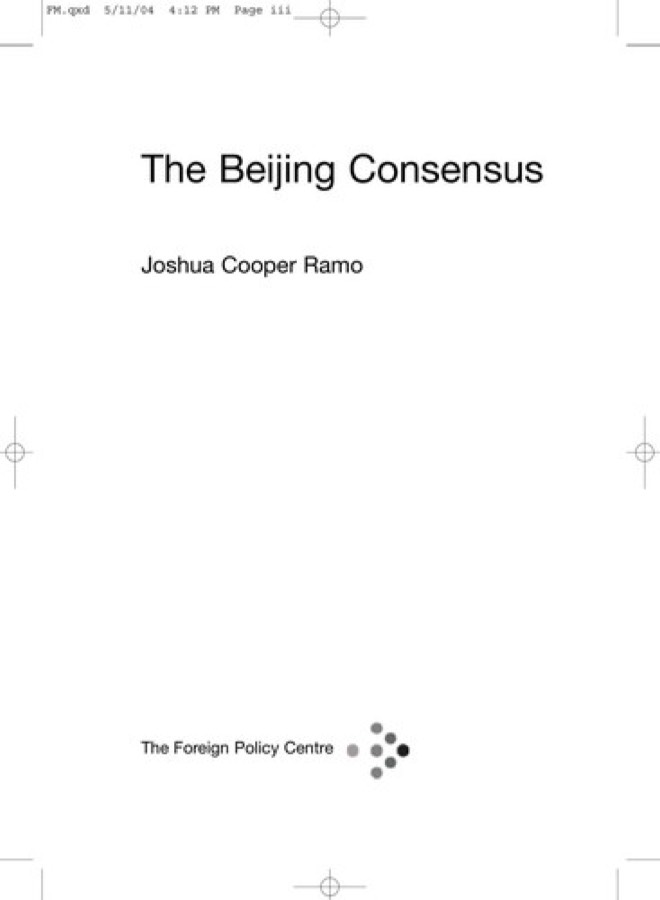 FM.qxd 5/11/04 4:12 PM Page iii
The Beijing Consensus
Joshua Cooper Ramo
The Foreign Policy Centre